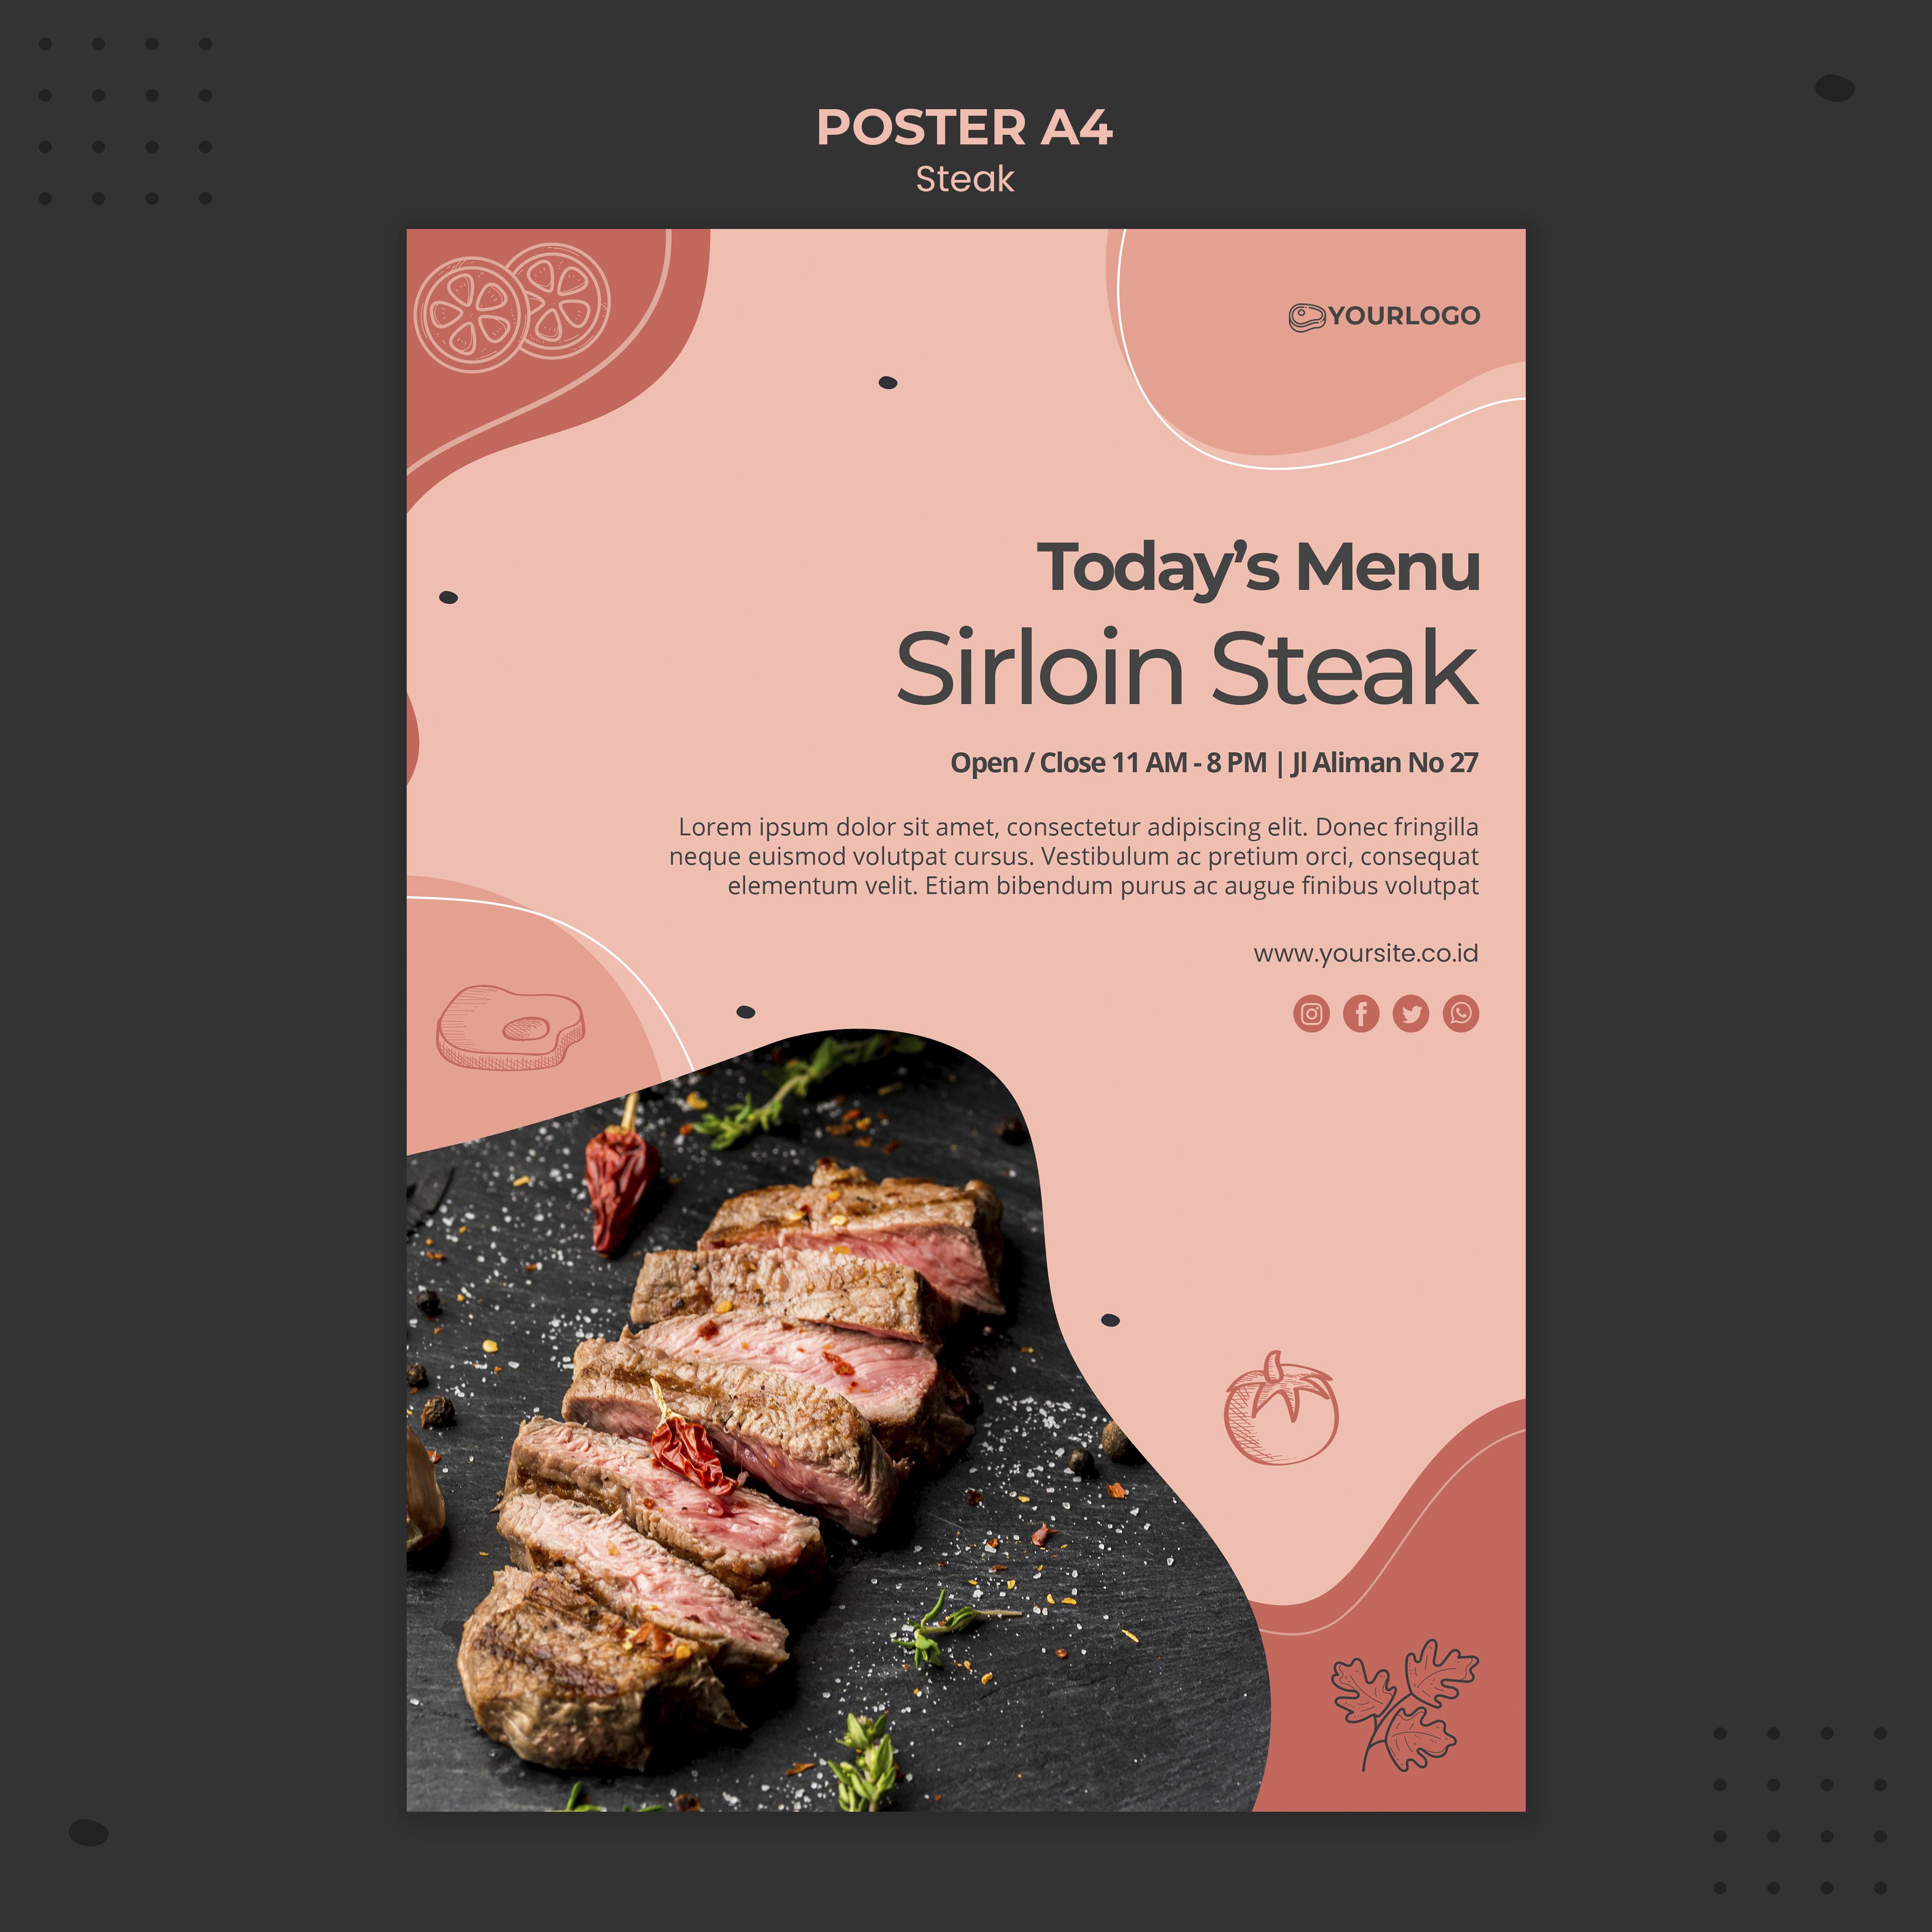 POSTER A4
Steak
YOURLOGO
Today’s Menu
Sirloin Steak
Open / Close 11 AM - 8 PM | Jl Aliman No 27
Lorem ipsum dolor sit amet, consectetur adipiscing elit. Donec fringilla
neque euismod volutpat cursus. Vestibulum ac pretium orci, consequat
elementum velit. Etiam bibendum purus ac augue finibus volutpat
www.yoursite.co.id